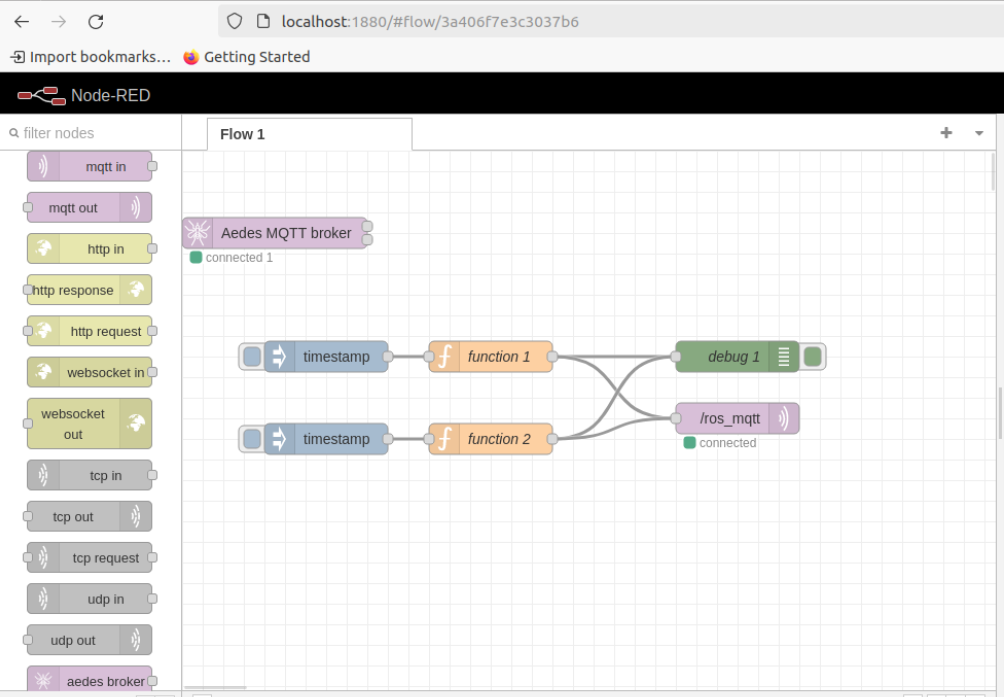 localhost:1880/#flow/3a406f7e3c3037b6
Import bookmarks...
Getting Started
Node-RED
filter nodes
Flow 1
mqtt in
mqtt out
http in
http response
http request
websocket in
websocket
out
tcp in
tcp out
tcp request
udp in
udp out
aedes broker
Aedes MQTT broker
connected 1
timestamp
function 1
debug 1
/ros_mqtt
connected
timestamp
function 2